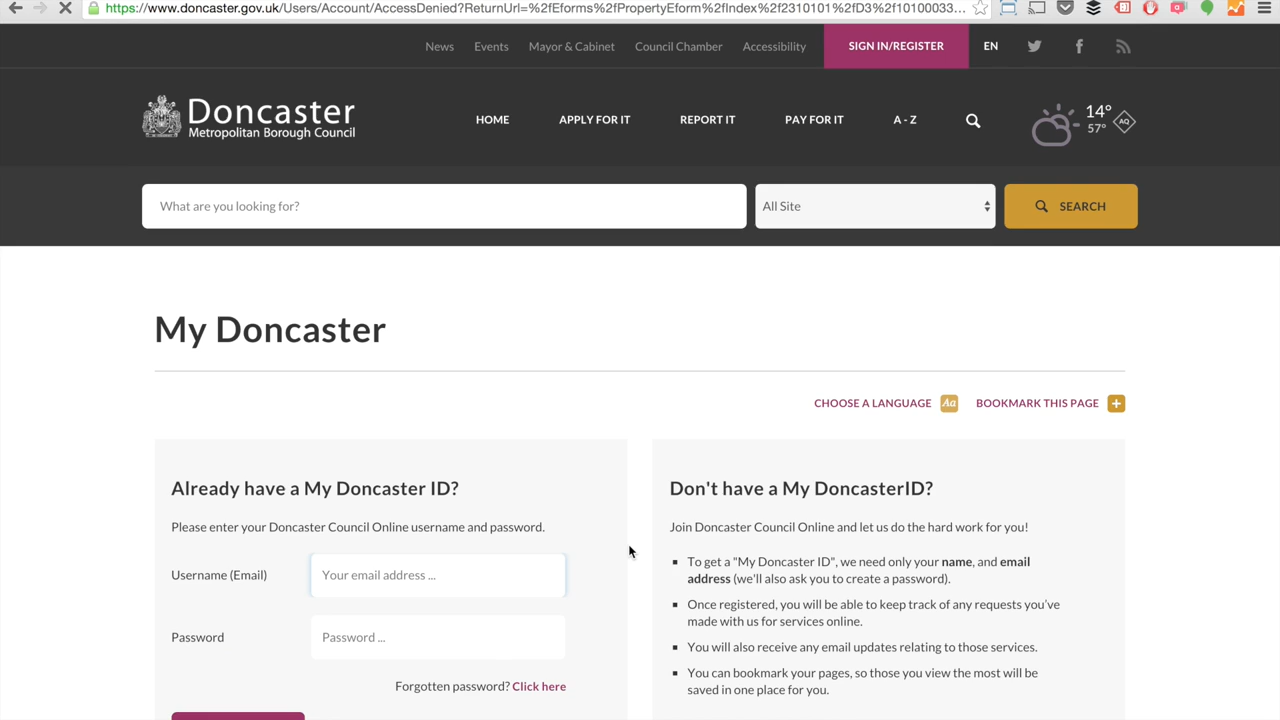 https://www.doncaster.gov.uk/Users/Account/AccessDenied?ReturnUrl=%2fEforms%2fPropertyEform%2fIndex%2f2310101%2fD3%2f10100033...
News Events Mayor & Cabinet Council Chamber Accessibility SIGN IN/REGISTER EN
Doncaster
Metropolitan Borough Council
HOME APPLY FOR IT REPORT IT PAY FOR IT A - Z
14°
57°
AQ
What are you looking for? All Site SEARCH
My Doncaster
CHOOSE A LANGUAGE Aa BOOKMARK THIS PAGE +
Already have a My Doncaster ID?
Please enter your Doncaster Council Online username and password.
Username (Email) Your email address ...
Password Password ...
Forgotten password? Click here
Don't have a My DoncasterID?
Join Doncaster Council Online and let us do the hard work for you!
▪ To get a "My Doncaster ID", we need only your name, and email
address (we'll also ask you to create a password).
▪ Once registered, you will be able to keep track of any requests you've
made with us for services online.
▪ You will also receive any email updates relating to those services.
▪ You can bookmark your pages, so those you view the most will be
saved in one place for you.